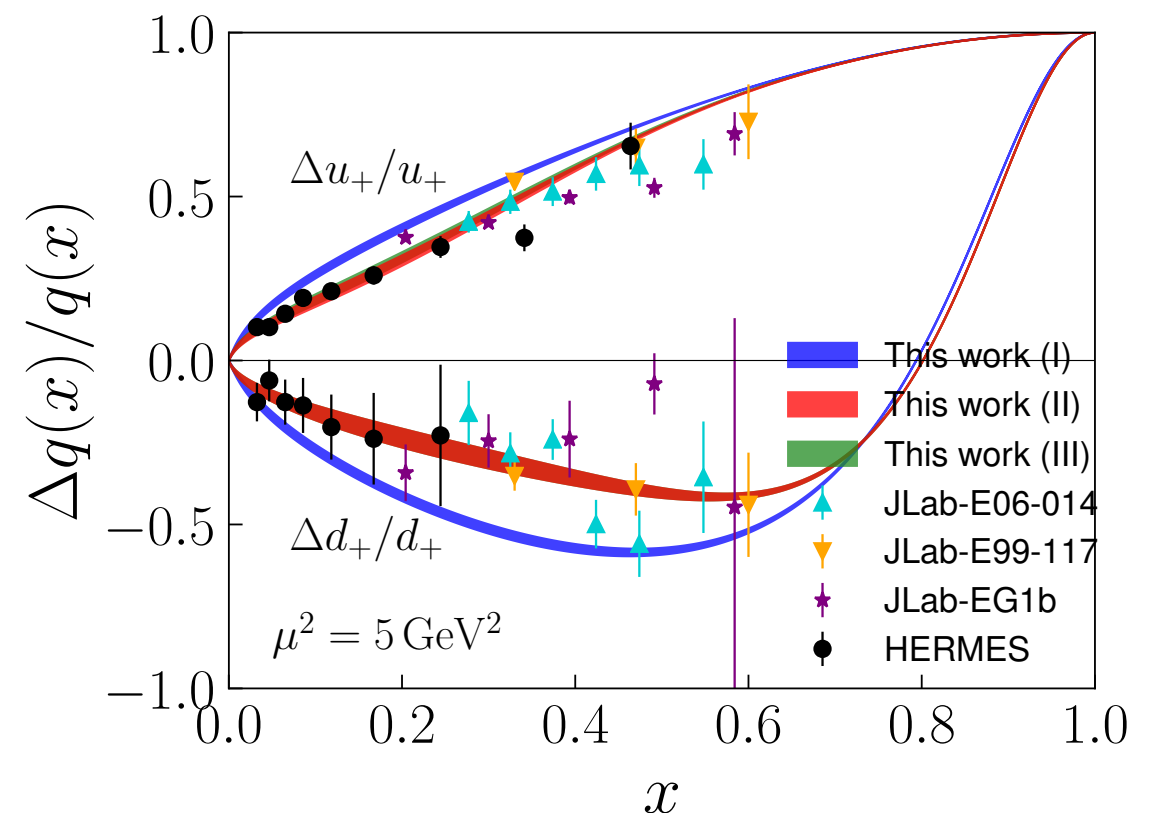 1.0
0.5
0.0
−0.5
−1.0
Δq(x)/q(x)
Δu₊/u₊
Δd₊/d₊
μ² = 5 GeV²
This work (I)
This work (II)
This work (III)
JLab-E06-014
JLab-E99-117
JLab-EG1b
HERMES
0.0 0.2 0.4 0.6 0.8 1.0
x